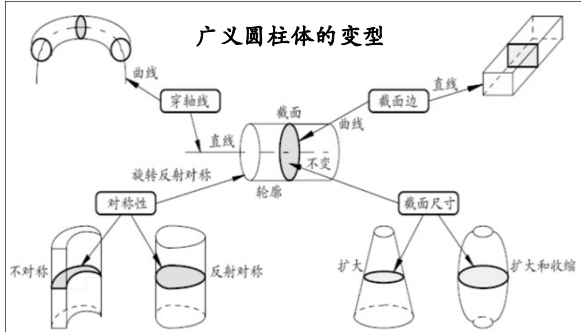 广义圆柱体的变型
曲线
穿轴线
截面
截面边
直线
直线
曲线
不变
旋转反射对称
轮廓
对称性
截面尺寸
不对称
反射对称
扩大
扩大和收缩